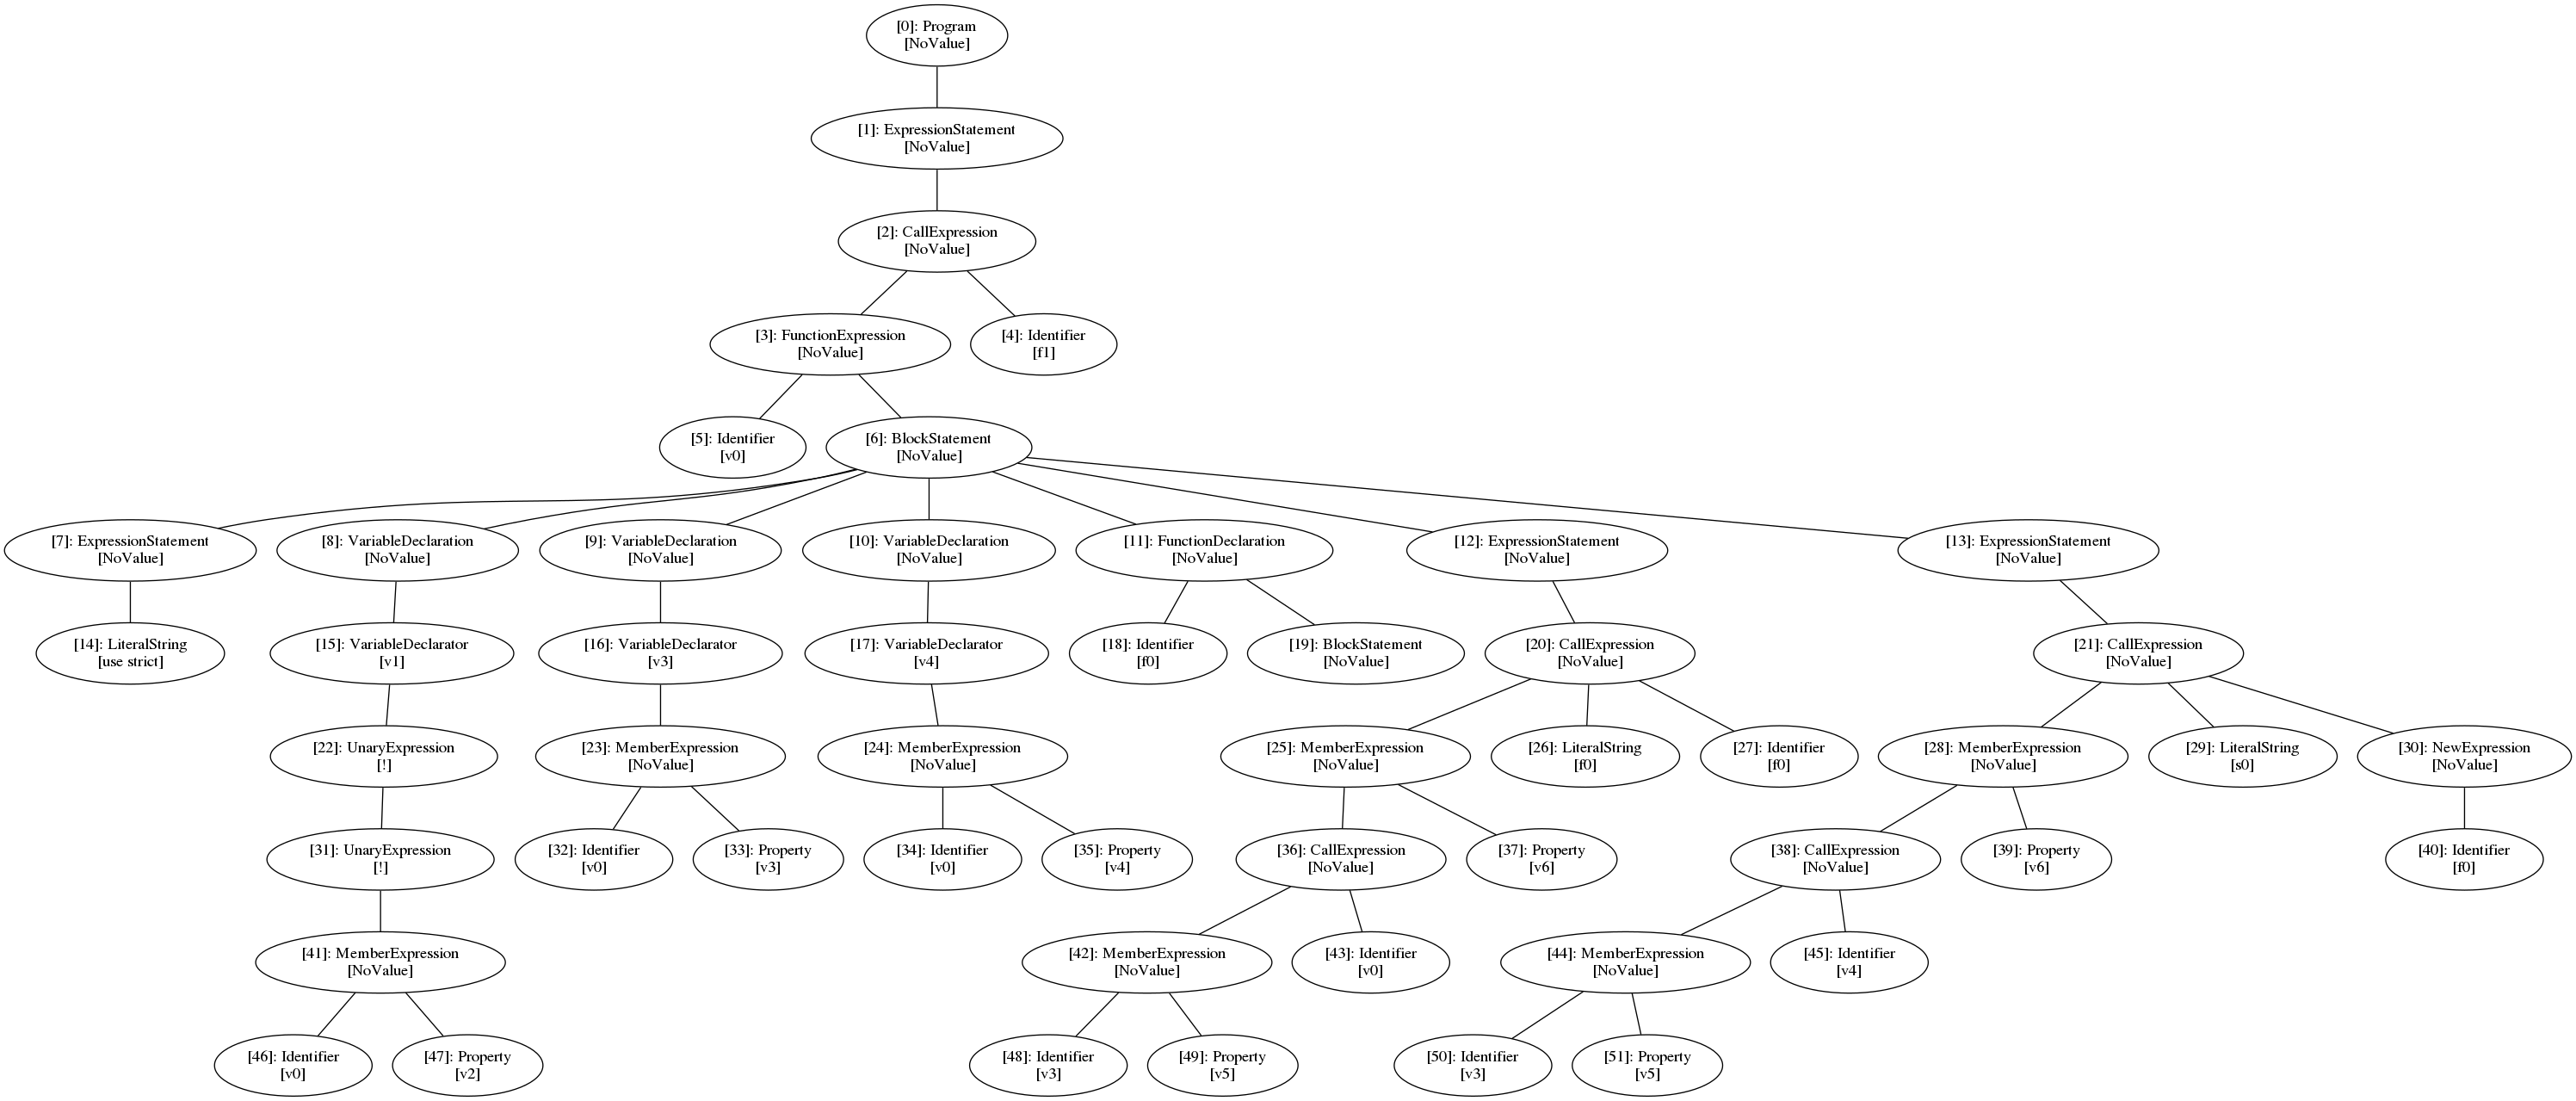 [0]: Program
[NoValue]
[1]: ExpressionStatement
[NoValue]
[2]: CallExpression
[NoValue]
[3]: FunctionExpression
[NoValue]
[4]: Identifier
[f1]
[5]: Identifier
[v0]
[6]: BlockStatement
[NoValue]
[7]: ExpressionStatement
[NoValue]
[8]: VariableDeclaration
[NoValue]
[9]: VariableDeclaration
[NoValue]
[10]: VariableDeclaration
[NoValue]
[11]: FunctionDeclaration
[NoValue]
[12]: ExpressionStatement
[NoValue]
[13]: ExpressionStatement
[NoValue]
[14]: LiteralString
[use strict]
[15]: VariableDeclarator
[v1]
[16]: VariableDeclarator
[v3]
[17]: VariableDeclarator
[v4]
[18]: Identifier
[f0]
[19]: BlockStatement
[NoValue]
[20]: CallExpression
[NoValue]
[21]: CallExpression
[NoValue]
[22]: UnaryExpression
[!]
[23]: MemberExpression
[NoValue]
[24]: MemberExpression
[NoValue]
[25]: MemberExpression
[NoValue]
[26]: LiteralString
[f0]
[27]: Identifier
[f0]
[28]: MemberExpression
[NoValue]
[29]: LiteralString
[s0]
[30]: NewExpression
[NoValue]
[31]: UnaryExpression
[!]
[32]: Identifier
[v0]
[33]: Property
[v3]
[34]: Identifier
[v0]
[35]: Property
[v4]
[36]: CallExpression
[NoValue]
[37]: Property
[v6]
[38]: CallExpression
[NoValue]
[39]: Property
[v6]
[40]: Identifier
[f0]
[41]: MemberExpression
[NoValue]
[42]: MemberExpression
[NoValue]
[43]: Identifier
[v0]
[44]: MemberExpression
[NoValue]
[45]: Identifier
[v4]
[46]: Identifier
[v0]
[47]: Property
[v2]
[48]: Identifier
[v3]
[49]: Property
[v5]
[50]: Identifier
[v3]
[51]: Property
[v5]